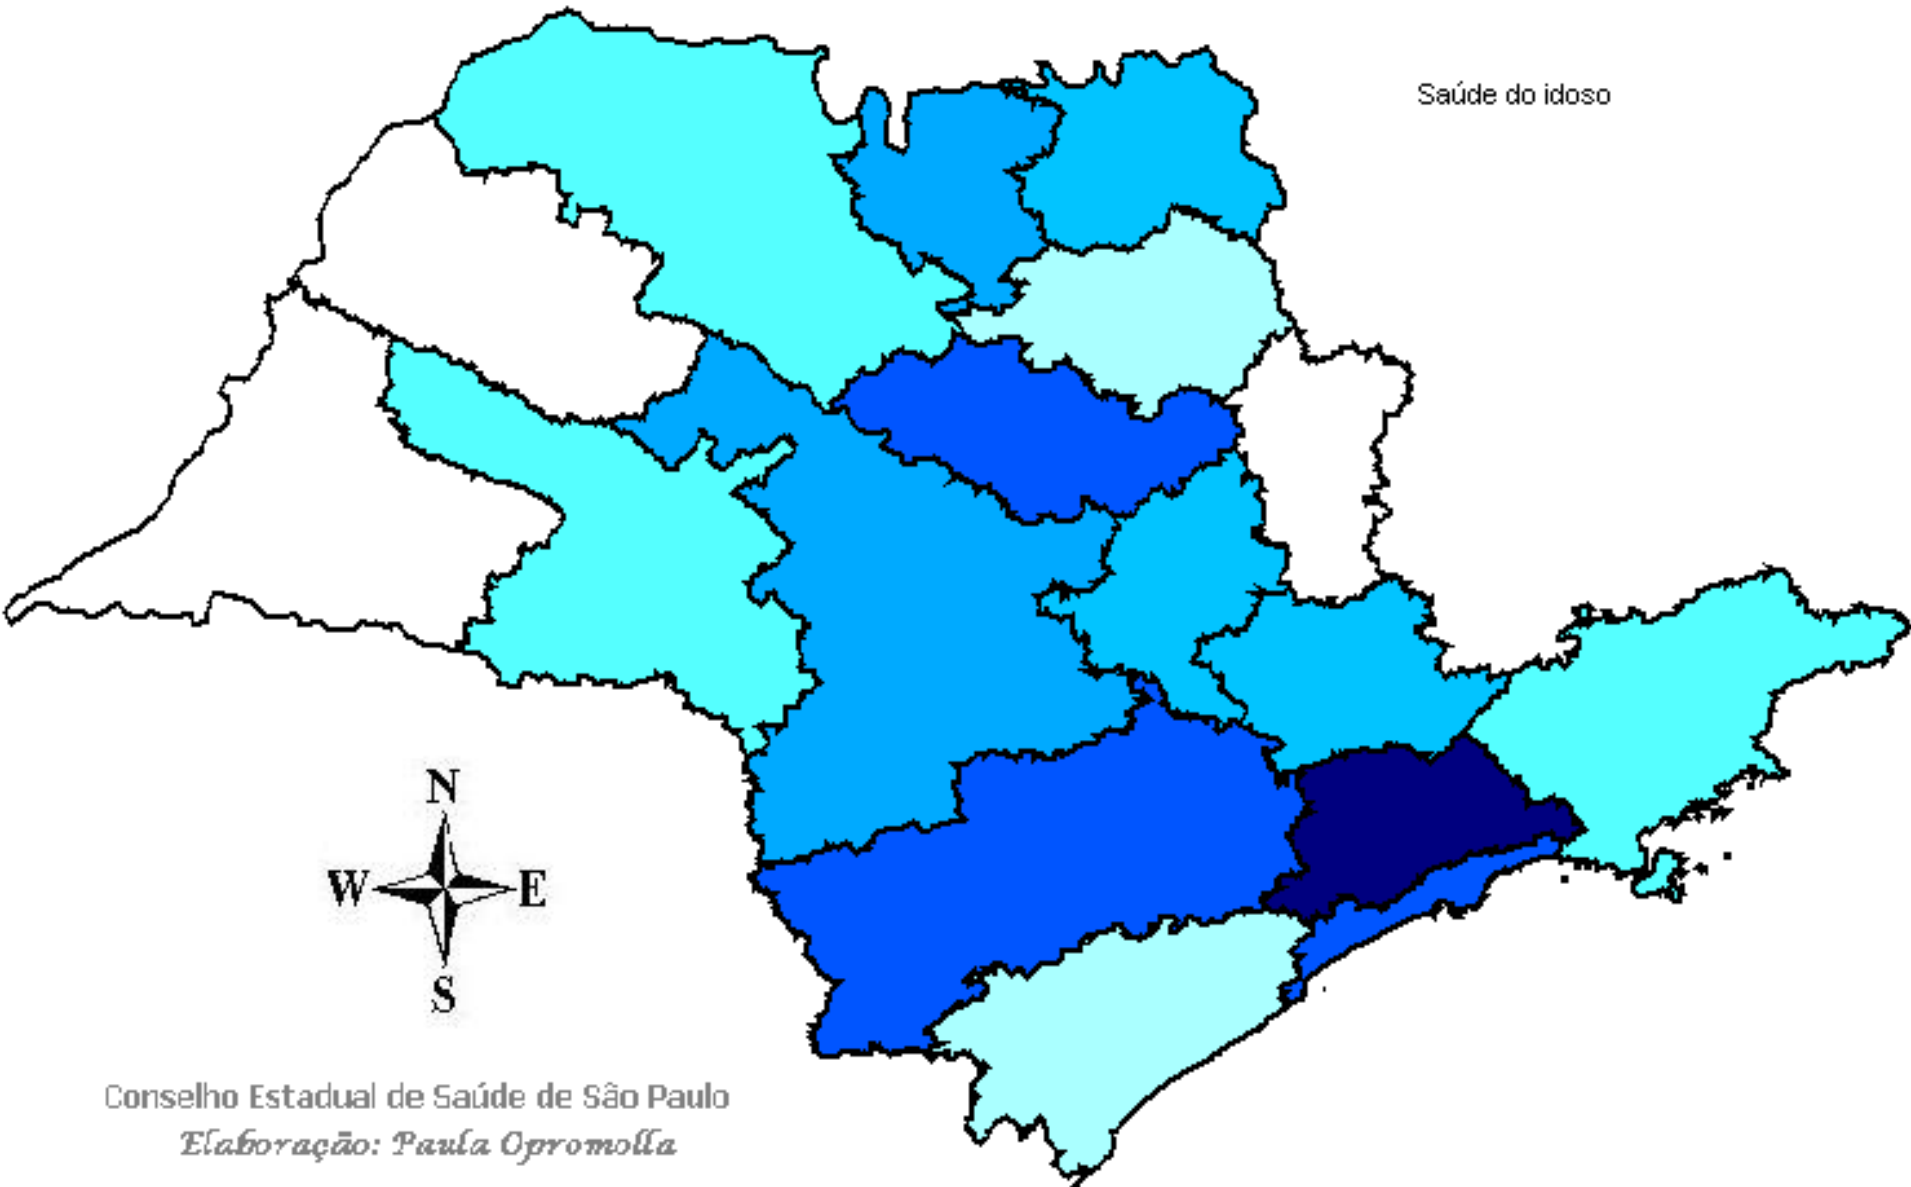 Saúde do idoso
N
W E
S
Conselho Estadual de Saúde de São Paulo
Elaboração: Paula Opromolla